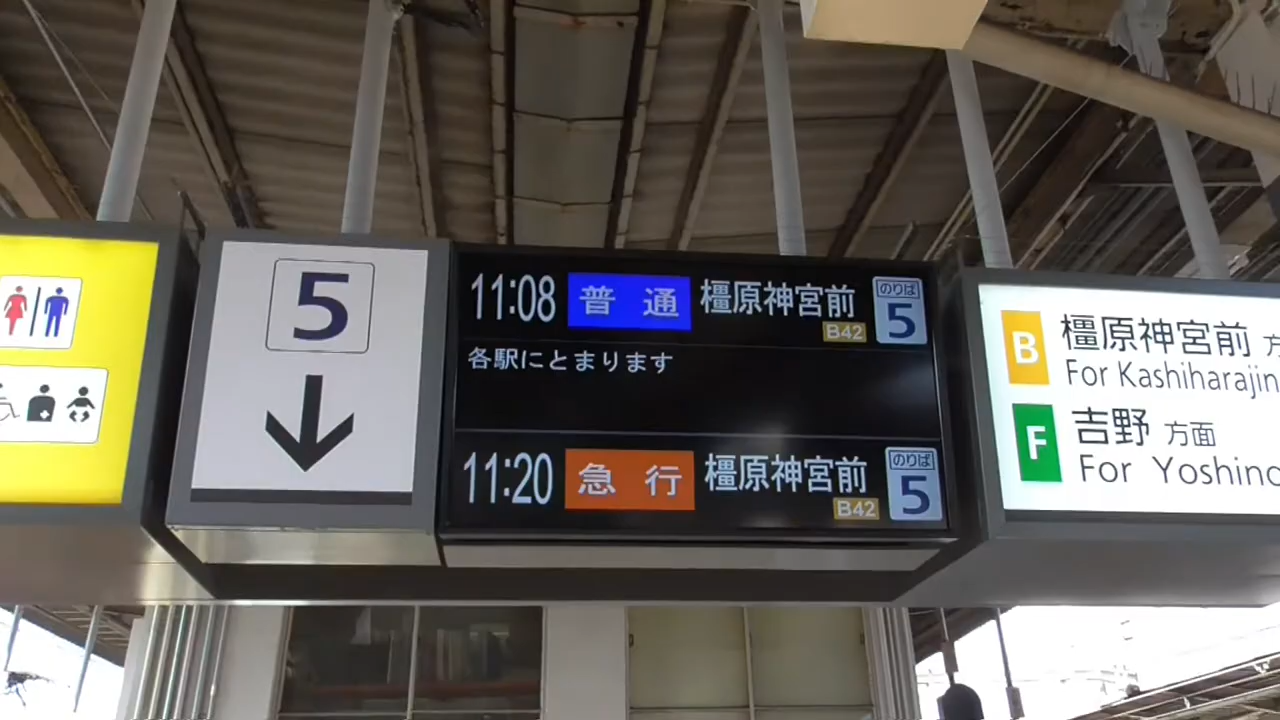 5
11:08 普通 橿原神宮前 のりば 5
B42
各駅にとまります
11:20 急行 橿原神宮前 のりば 5
B42
B 橿原神宮前
For Kashiharajin
F 吉野 方面
For Yoshino